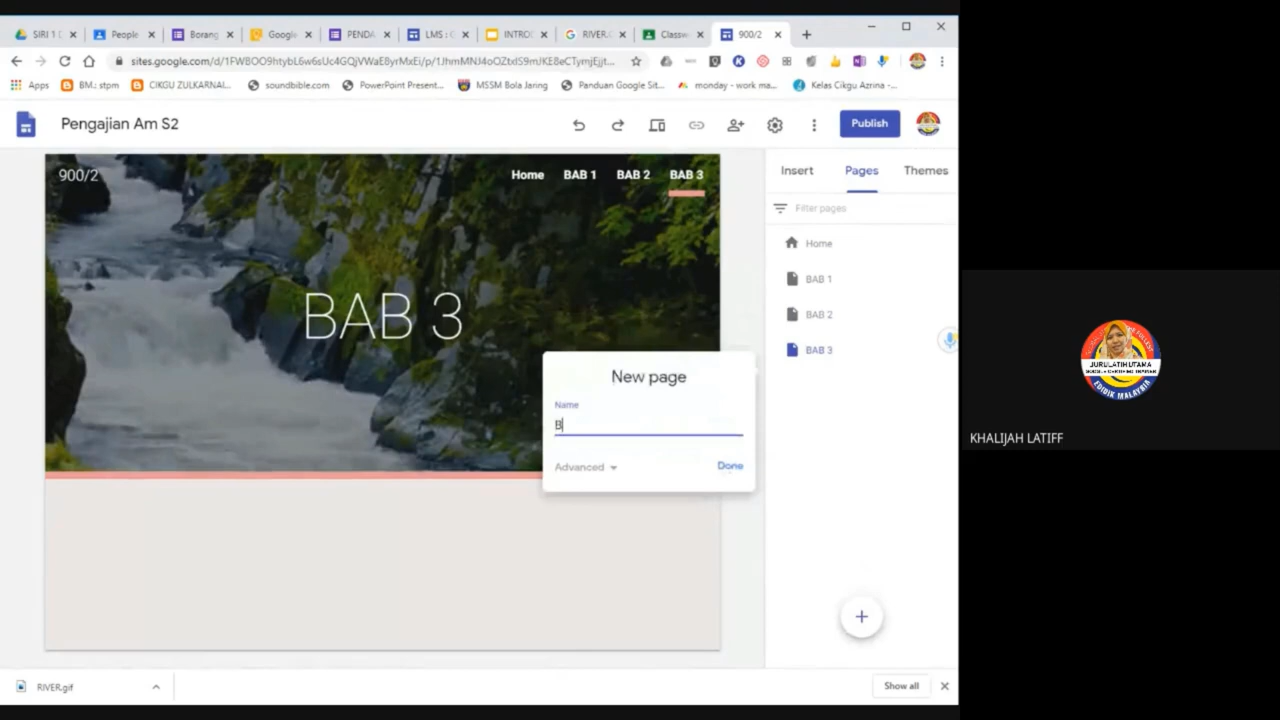 SIRI 1
People
Borang
Google
PENDA
LMS : C
INTRO
RIVER.
Classw
900/2
sites.google.com/d/
Apps
BM.: stpm
CIKGU ZULKARNAI...
soundbible.com
PowerPoint Present...
MSSM Bola Jaring
Panduan Google Sit...
monday - work ma...
Kelas Cikgu Azrina -...
Pengajian Am S2
Publish
900/2
Home
BAB 1
BAB 2
BAB 3
Insert
Pages
Themes
Filter pages
Home
BAB 1
BAB 2
BAB 3
BAB 3
New page
Name
B
Advanced
Done
JURULATIH UTAMA
GOOGLE CERTIFIED TRAINER
EDIDIK MALAYSIA
KHALIJAH LATIFF
RIVER.gif
Show all